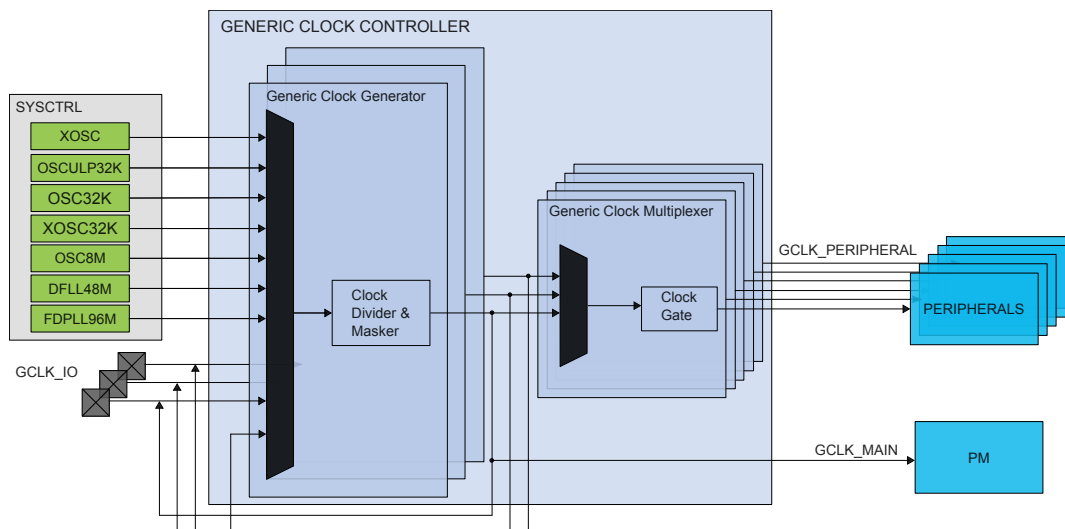 GENERIC CLOCK CONTROLLER
Generic Clock Generator
SYSCTRL
XOSC
OSCULP32K
OSC32K
XOSC32K
OSC8M
DFLL48M
FDPLL96M
GCLK_IO
Clock
Divider &
Masker
Generic Clock Multiplexer
Clock
Gate
GCLK_PERIPHERAL
PERIPHERALS
GCLK_MAIN
PM